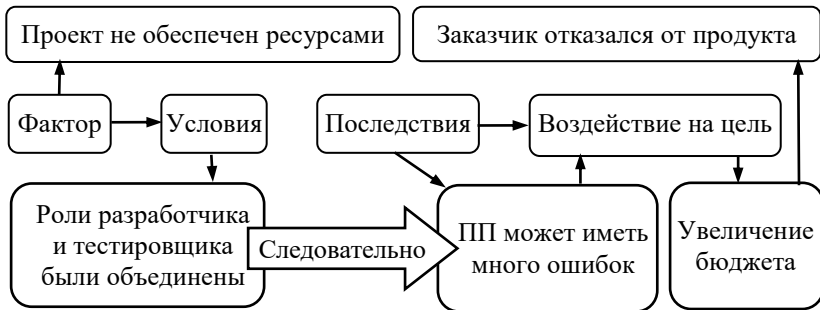 Проект не обеспечен ресурсами
Заказчик отказался от продукта
Фактор
Условия
Последствия
Воздействие на цель
Роли разработчика
и тестировщика
были объединены
Следовательно
ПП может иметь
много ошибок
Увеличение
бюджета